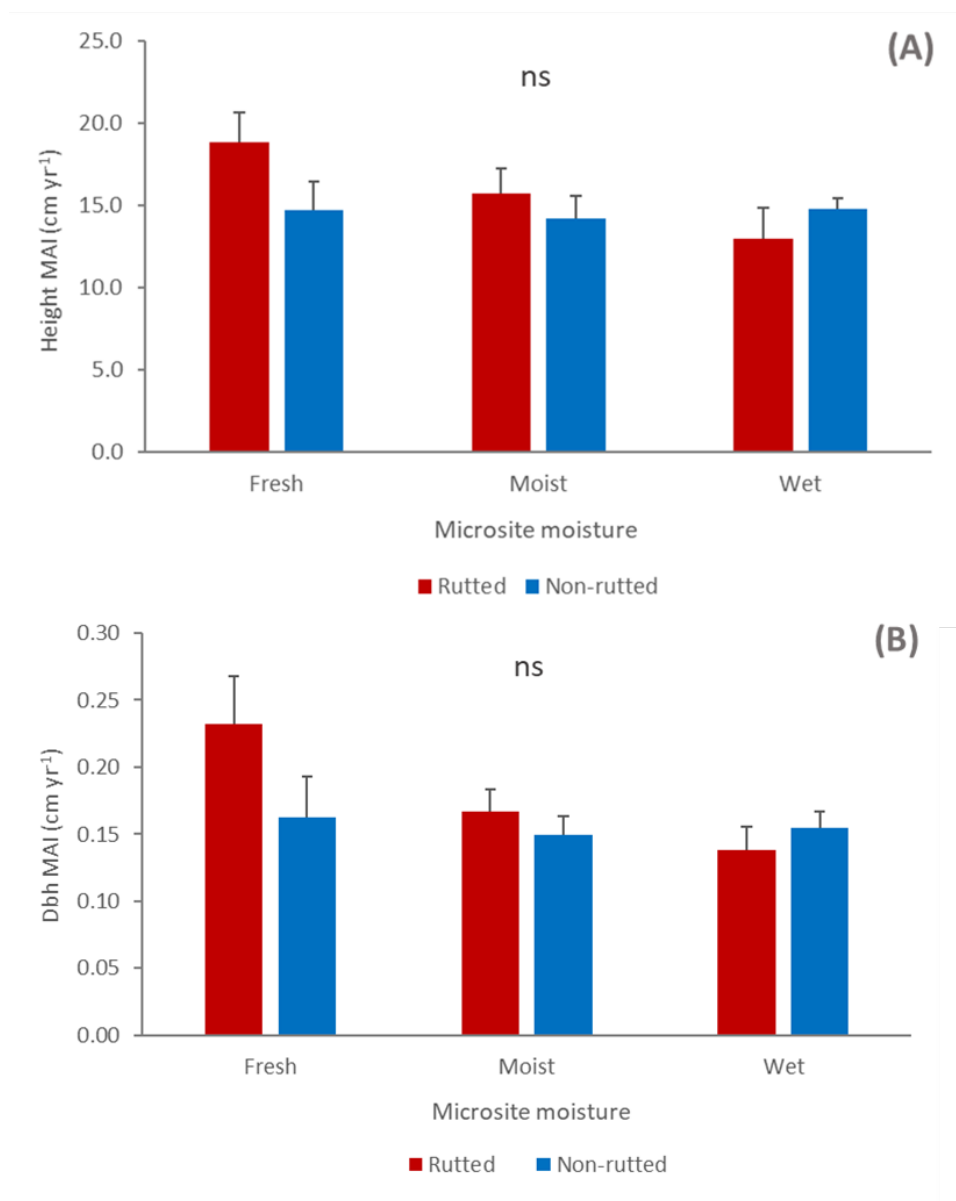 (A)
ns
Height MAI (cm yr⁻¹)
25.0
20.0
15.0
10.0
5.0
0.0
Fresh Moist Wet
Microsite moisture
Rutted Non-rutted
(B)
ns
Dbh MAI (cm yr⁻¹)
0.30
0.25
0.20
0.15
0.10
0.05
0.00
Fresh Moist Wet
Microsite moisture
Rutted Non-rutted